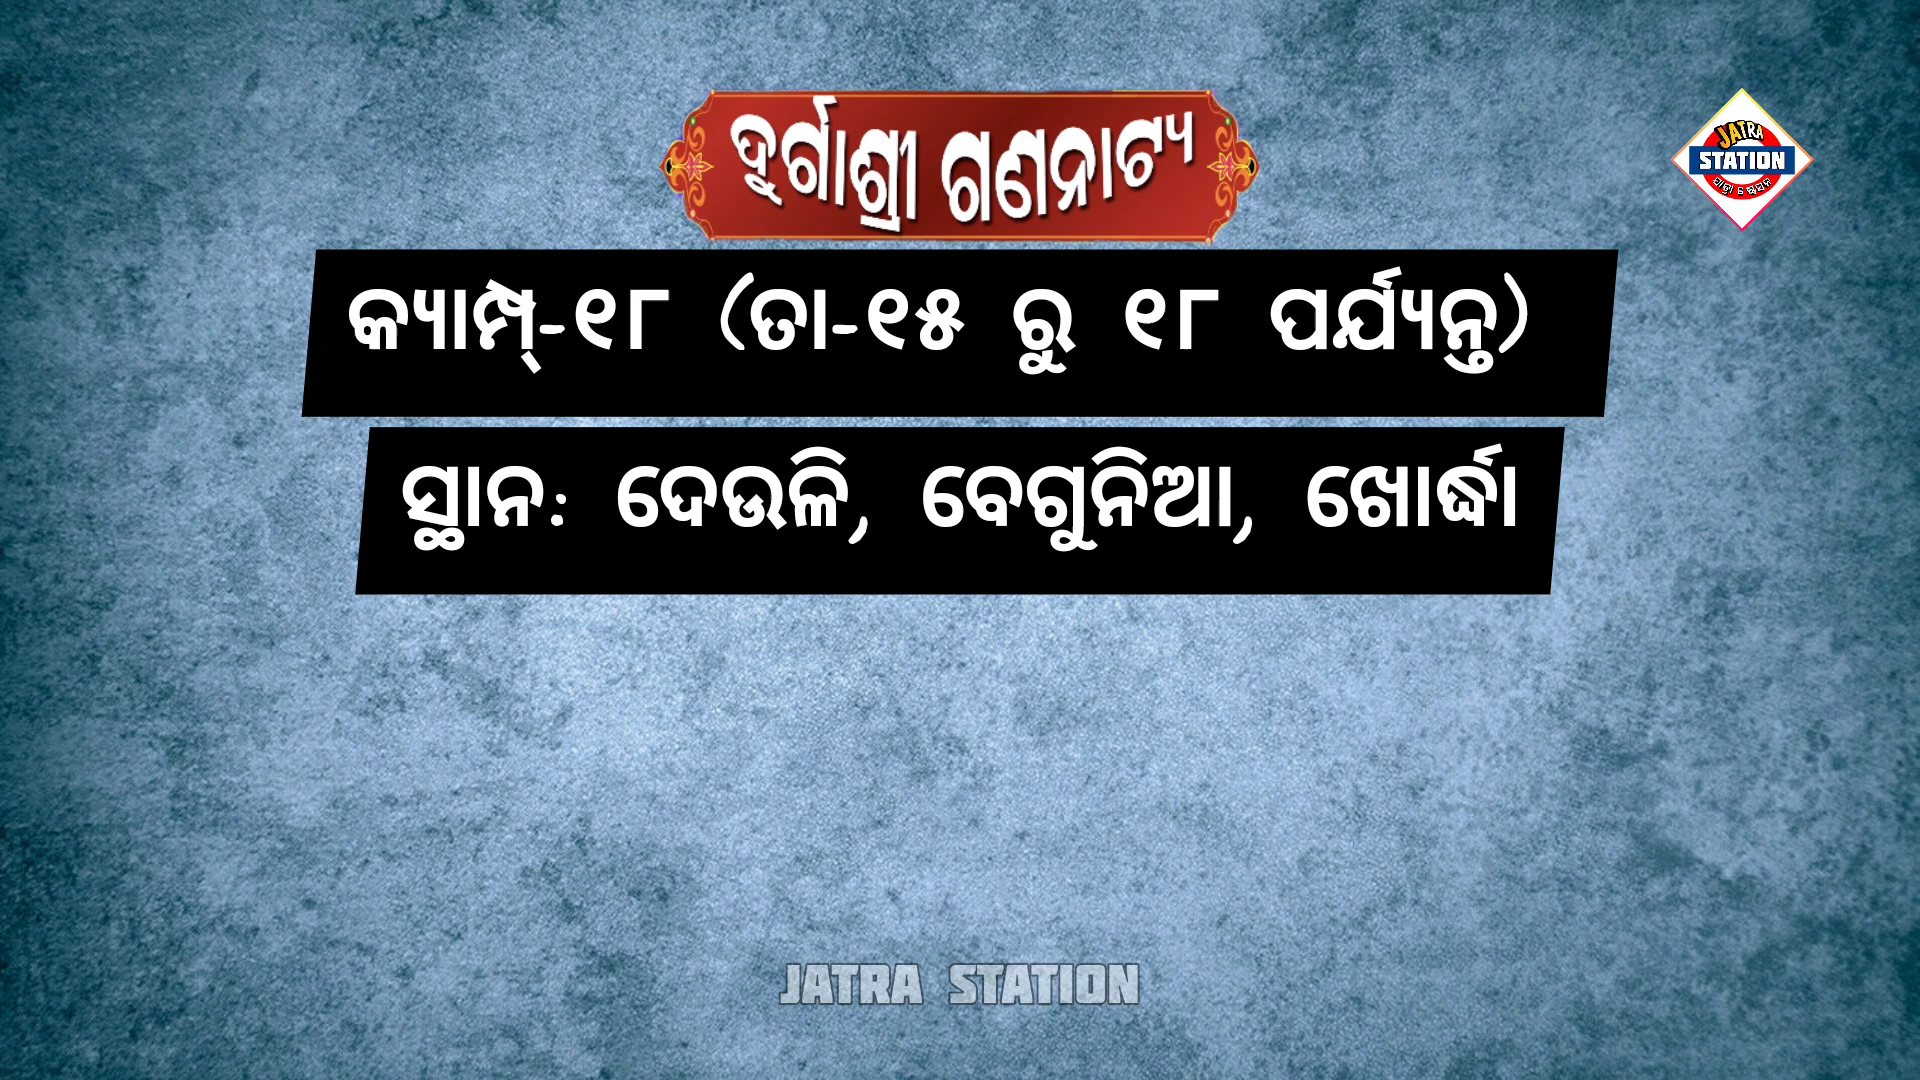 ଦୁର୍ଗାଶ୍ରୀ ଗଣନାଟ୍ୟ
JATRA
STATION
କ୍ୟାମ୍ପ୍-୧୮ (ତା-୧୫ ରୁ ୧୮ ପର୍ଯ୍ୟନ୍ତ)
ସ୍ଥାନ: ଦେଉଳି, ବେଗୁନିଆ, ଖୋର୍ଦ୍ଧା
JATRA STATION